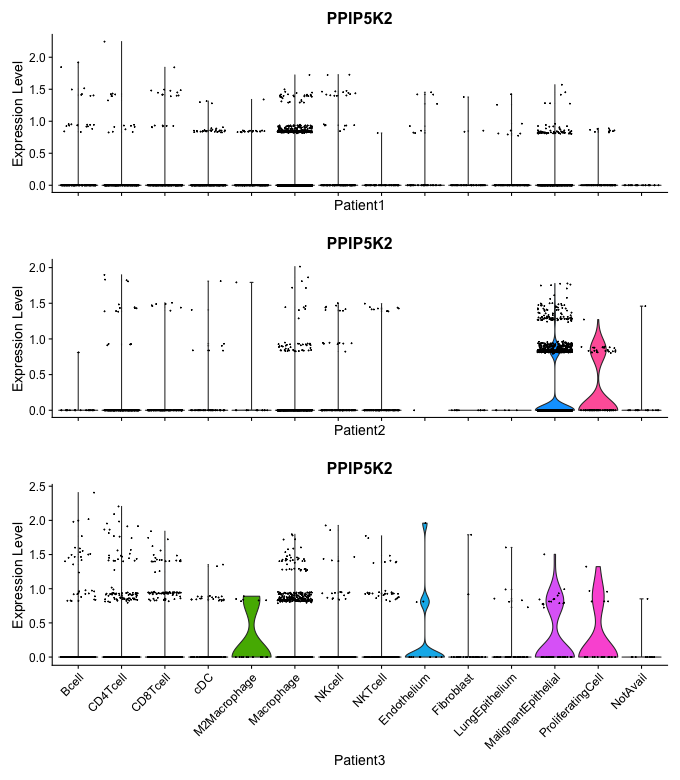 PPIP5K2
Expression Level
2.0
1.5
1.0
0.5
0.0
Patient1
PPIP5K2
Expression Level
2.0
1.5
1.0
0.5
0.0
Patient2
PPIP5K2
Expression Level
2.5
2.0
1.5
1.0
0.5
0.0
Bcell
CD4Tcell
CD8Tcell
cDC
M2Macrophage
Macrophage
NKcell
NKTcell
Endothelium
Fibroblast
LungEpithelium
MalignantEpithelial
ProliferatingCell
NotAvail
Patient3